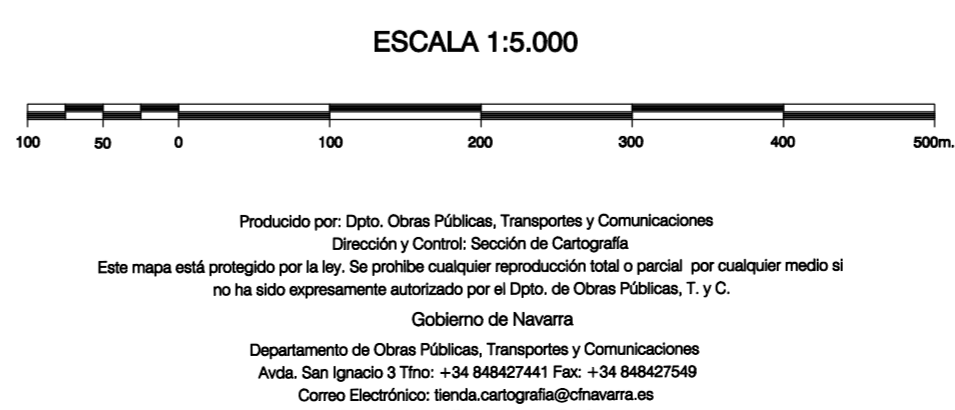 ESCALA 1:5.000
100 50 0 100 200 300 400 500m.
Producido por: Dpto. Obras Públicas, Transportes y Comunicaciones
Dirección y Control: Sección de Cartografía
Este mapa está protegido por la ley. Se prohibe cualquier reproducción total o parcial por cualquier medio si
no ha sido expresamente autorizado por el Dpto. de Obras Públicas, T. y C.
Gobierno de Navarra
Departamento de Obras Públicas, Transportes y Comunicaciones
Avda. San Ignacio 3 Tfno: +34 848427441 Fax: +34 848427549
Correo Electrónico: tienda.cartografia@cfnavarra.es